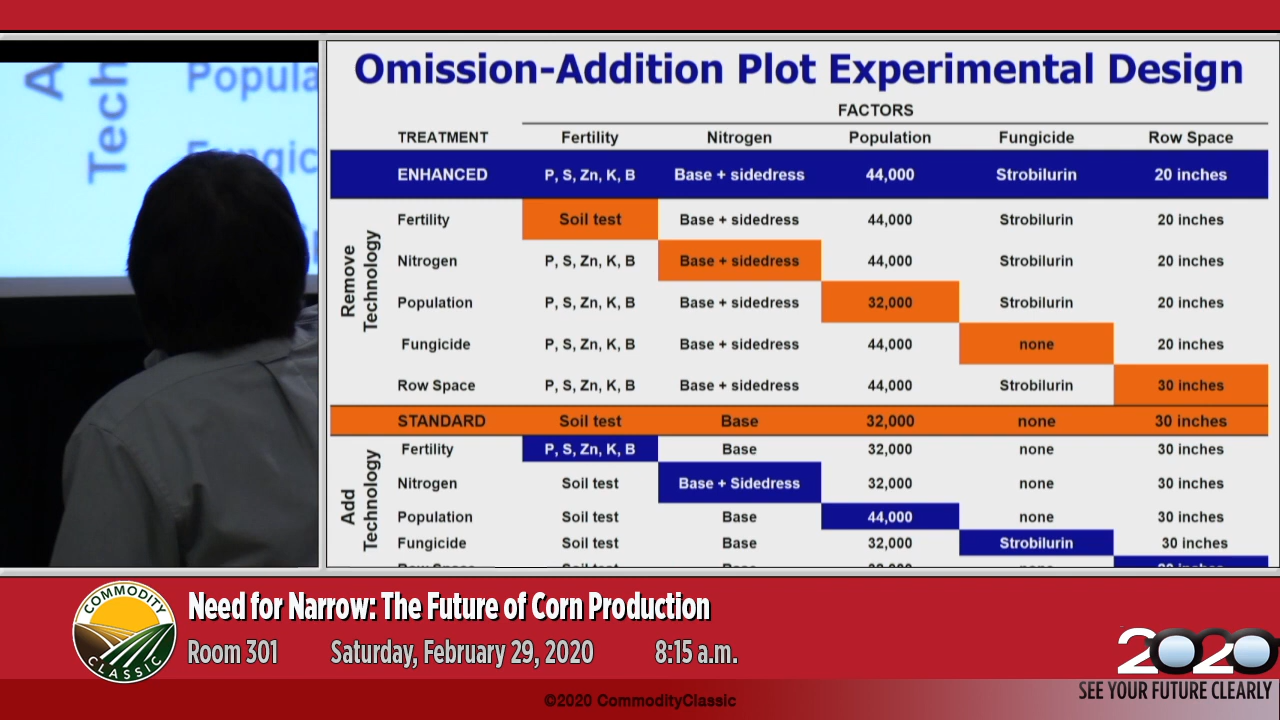 A
Tech
Popula
Fungic
Omission-Addition Plot Experimental Design
FACTORS
TREATMENT Fertility Nitrogen Population Fungicide Row Space
ENHANCED P, S, Zn, K, B Base + sidedress 44,000 Strobilurin 20 inches
Remove Technology
Fertility Soil test Base + sidedress 44,000 Strobilurin 20 inches
Nitrogen P, S, Zn, K, B Base + sidedress 44,000 Strobilurin 20 inches
Population P, S, Zn, K, B Base + sidedress 32,000 Strobilurin 20 inches
Fungicide P, S, Zn, K, B Base + sidedress 44,000 none 20 inches
Row Space P, S, Zn, K, B Base + sidedress 44,000 Strobilurin 30 inches
STANDARD Soil test Base 32,000 none 30 inches
Add Technology
Fertility P, S, Zn, K, B Base 32,000 none 30 inches
Nitrogen Soil test Base + Sidedress 32,000 none 30 inches
Population Soil test Base 44,000 none 30 inches
Fungicide Soil test Base 32,000 Strobilurin 30 inches
COMMODITY CLASSIC
Need for Narrow: The Future of Corn Production
Room 301 Saturday, February 29, 2020 8:15 a.m.
2020
SEE YOUR FUTURE CLEARLY
©2020 CommodityClassic